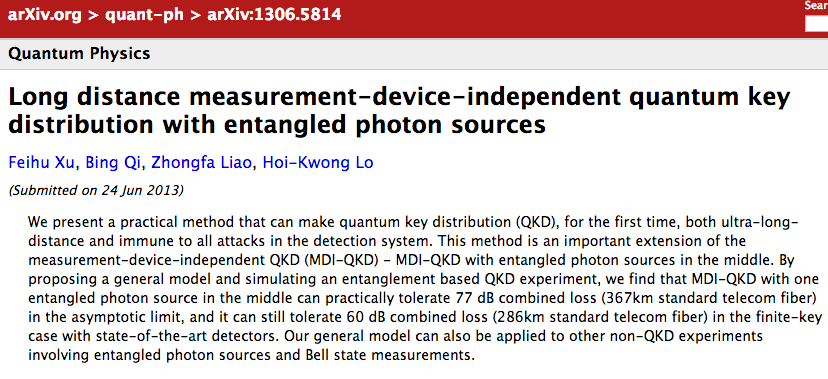 arXiv.org > quant-ph > arXiv:1306.5814
Sear
Quantum Physics
Long distance measurement-device-independent quantum key
distribution with entangled photon sources
Feihu Xu, Bing Qi, Zhongfa Liao, Hoi-Kwong Lo
(Submitted on 24 Jun 2013)
We present a practical method that can make quantum key distribution (QKD), for the first time, both ultra-long-
distance and immune to all attacks in the detection system. This method is an important extension of the
measurement-device-independent QKD (MDI-QKD) - MDI-QKD with entangled photon sources in the middle. By
proposing a general model and simulating an entanglement based QKD experiment, we find that MDI-QKD with one
entangled photon source in the middle can practically tolerate 77 dB combined loss (367km standard telecom fiber)
in the asymptotic limit, and it can still tolerate 60 dB combined loss (286km standard telecom fiber) in the finite-key
case with state-of-the-art detectors. Our general model can also be applied to other non-QKD experiments
involving entangled photon sources and Bell state measurements.